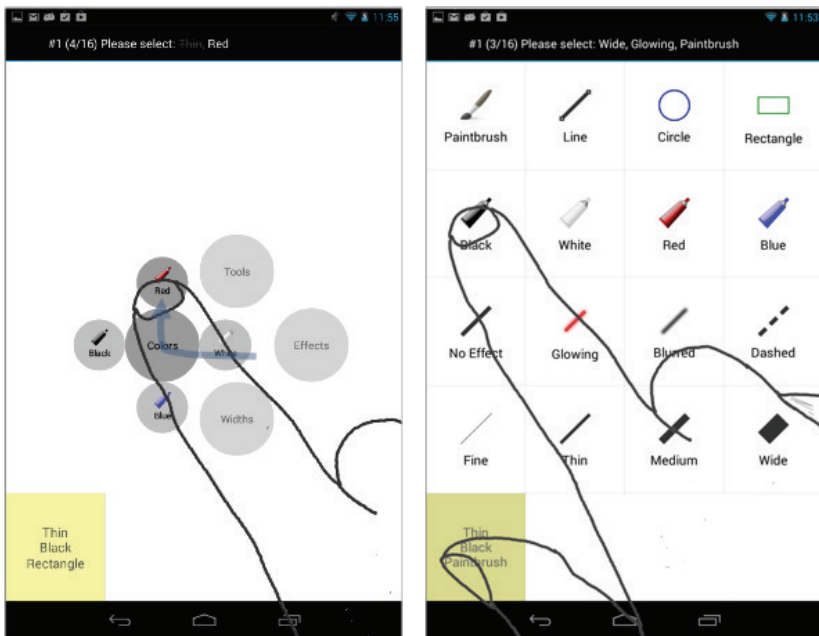 11:55
#1 (4/16) Please select: Thin, Red
Tools
Red
Black
Colors
White
Effects
Blue
Widths
Thin
Black
Rectangle
11:53
#1 (3/16) Please select: Wide, Glowing, Paintbrush
Paintbrush
Line
Circle
Rectangle
Black
White
Red
Blue
No Effect
Glowing
Blurred
Dashed
Fine
Thin
Medium
Wide
Thin
Black
Paintbrush